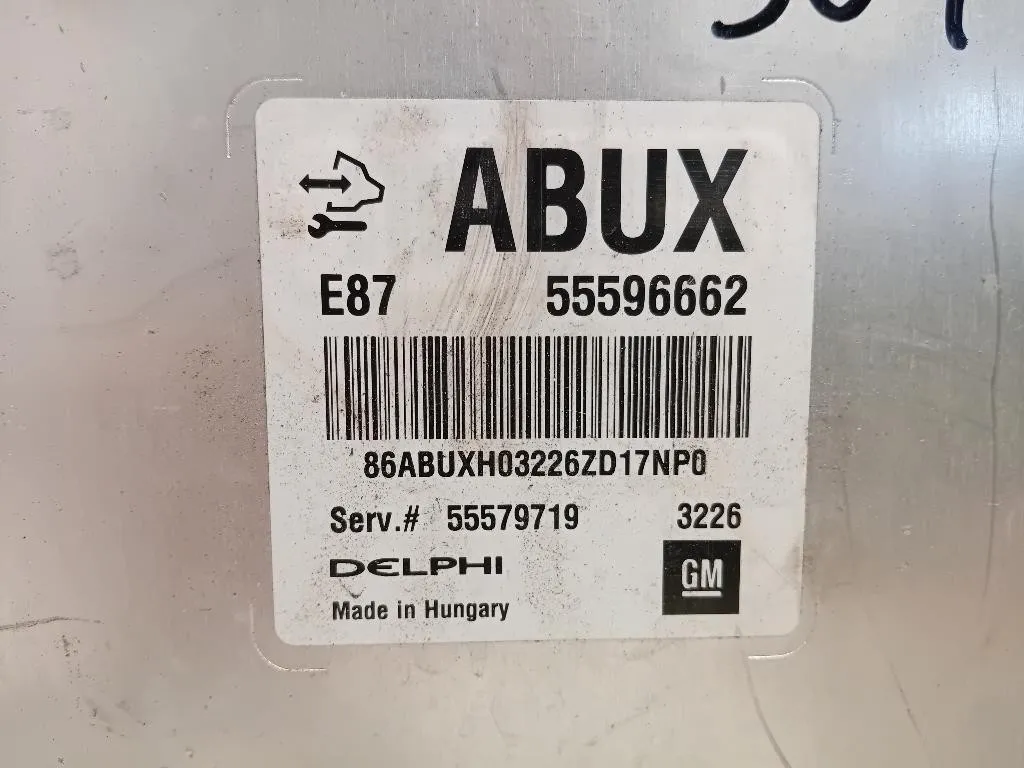 ABUX
E87 55596662
86ABUXH03226ZD17NP0
Serv.# 55579719 3226
DELPHI GM
Made in Hungary